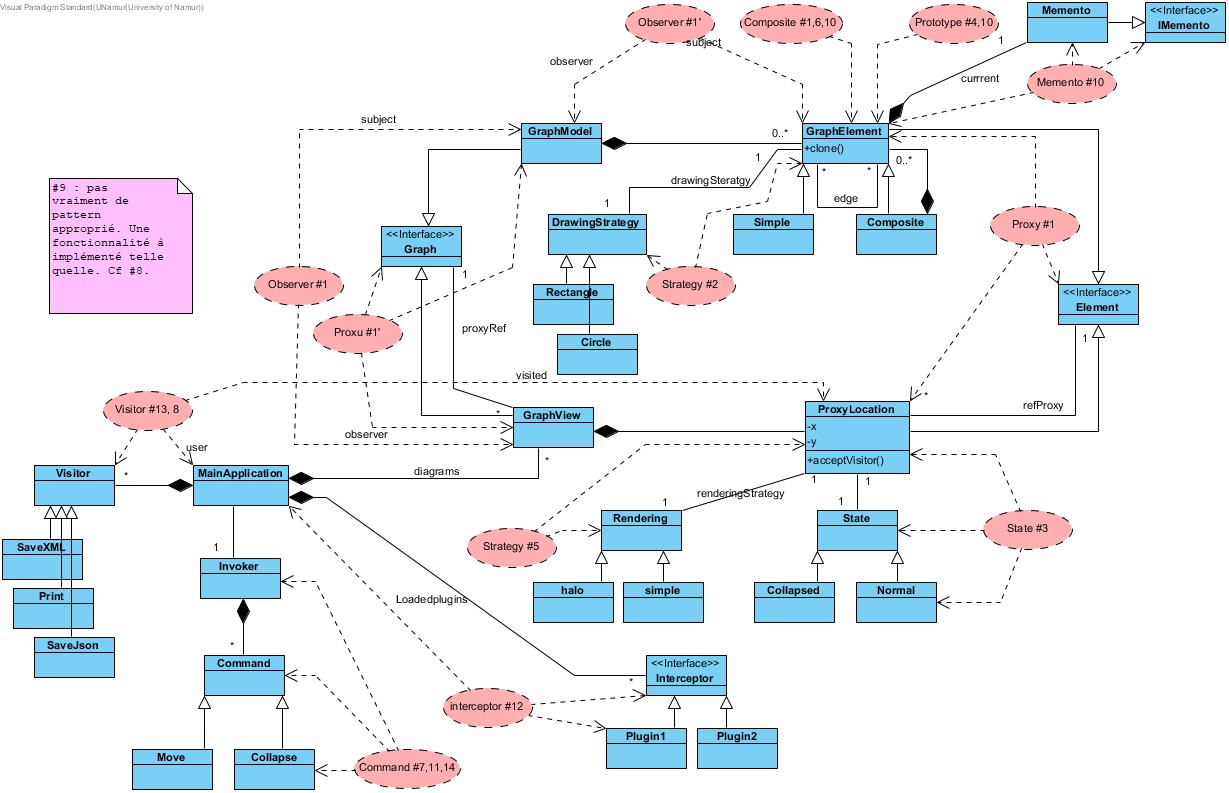 Visual Paradigm Standard(UNamur(University of Namur))
Observer #1'
Composite #1,6,10
Prototype #4,10
Memento
<<Interface>>
IMemento
subject
1
observer
currrent
Memento #10
subject
GraphModel
0..*
GraphElement
+clone()
1
0..*
drawingSteratgy
*
*
edge
#9 : pas
vraiment de
pattern
approprié. Une
fonctionnalité à
implémenté telle
quelle. Cf #8.
1
DrawingStrategy
Simple
Composite
Proxy #1
<<Interface>>
Graph
1
Observer #1
Strategy #2
Rectangle
<<Interface>>
Element
Proxu #1'
proxyRef
Circle
1
visited
Visitor #13, 8
*
GraphView
ProxyLocation
*
refProxy
-x
-y
+acceptVisitor()
observer
user
*
Visitor
*
MainApplication
diagrams
1
1
renderingStrategy
1
1
Rendering
State
State #3
Strategy #5
SaveXML
1
Invoker
halo
simple
Collapsed
Normal
Print
Loadedplugins
SaveJson
*
Command
<<Interface>>
Interceptor
*
interceptor #12
Plugin1
Plugin2
Move
Collapse
Command #7,11,14